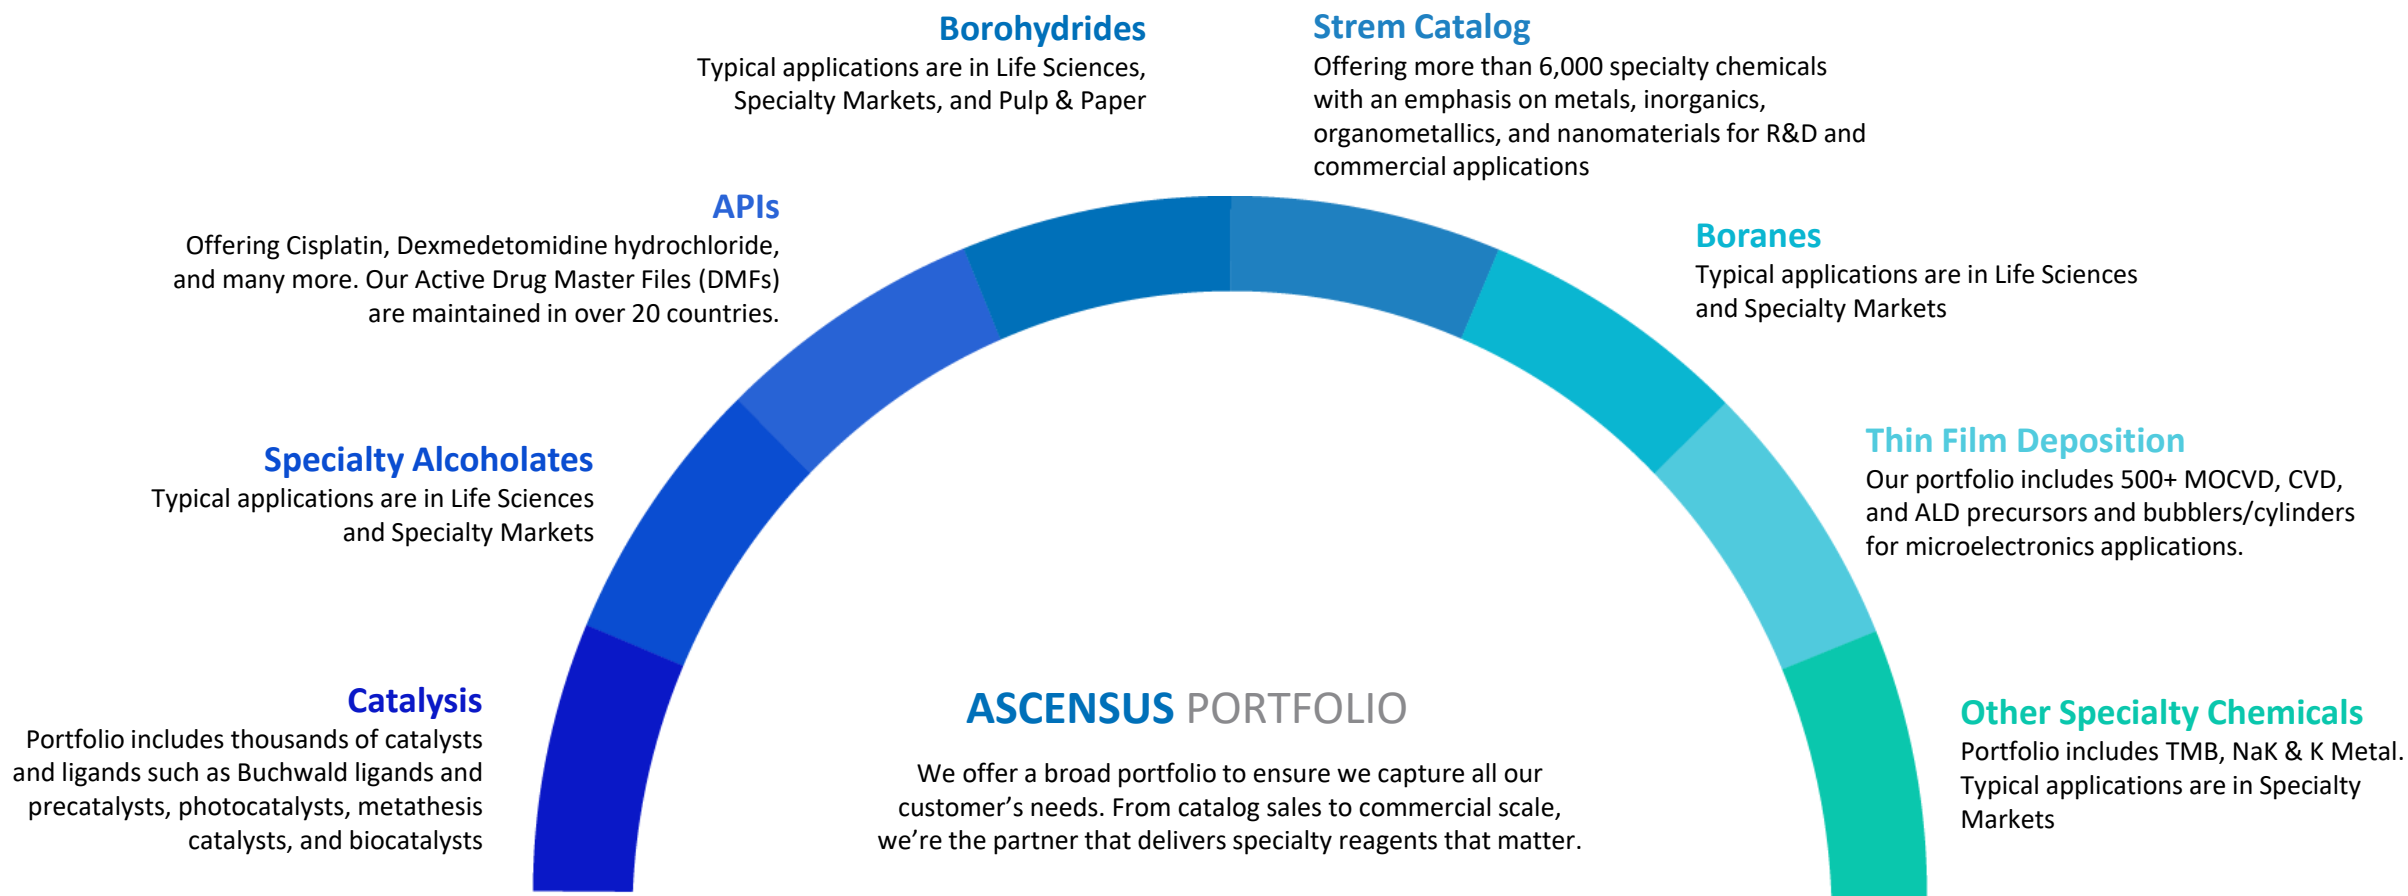 Borohydrides
Typical applications are in Life Sciences,
Specialty Markets, and Pulp & Paper
Strem Catalog
Offering more than 6,000 specialty chemicals
with an emphasis on metals, inorganics,
organometallics, and nanomaterials for R&D and
commercial applications
APIs
Offering Cisplatin, Dexmedetomidine hydrochloride,
and many more. Our Active Drug Master Files (DMFs)
are maintained in over 20 countries.
Boranes
Typical applications are in Life Sciences
and Specialty Markets
Specialty Alcoholates
Typical applications are in Life Sciences
and Specialty Markets
Thin Film Deposition
Our portfolio includes 500+ MOCVD, CVD,
and ALD precursors and bubblers/cylinders
for microelectronics applications.
Catalysis
Portfolio includes thousands of catalysts
and ligands such as Buchwald ligands and
precatalysts, photocatalysts, metathesis
catalysts, and biocatalysts
ASCENSUS PORTFOLIO
We offer a broad portfolio to ensure we capture all our
customer’s needs. From catalog sales to commercial scale,
we’re the partner that delivers specialty reagents that matter.
Other Specialty Chemicals
Portfolio includes TMB, NaK & K Metal.
Typical applications are in Specialty
Markets